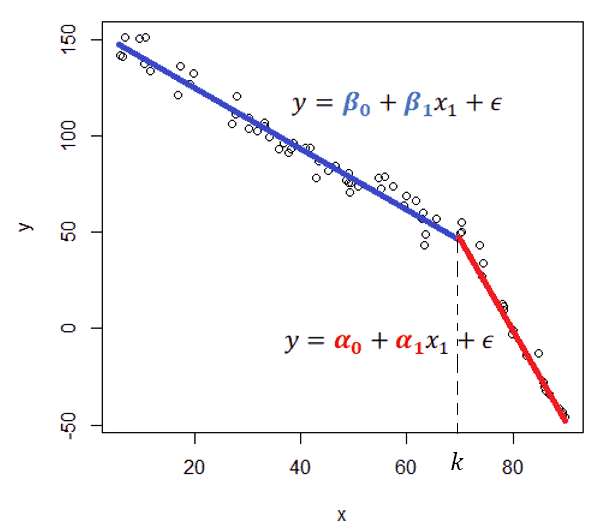 150
100
50
0
-50
y
y = β₀ + β₁x₁ + ϵ
y = α₀ + α₁x₁ + ϵ
20 40 60 k 80
x